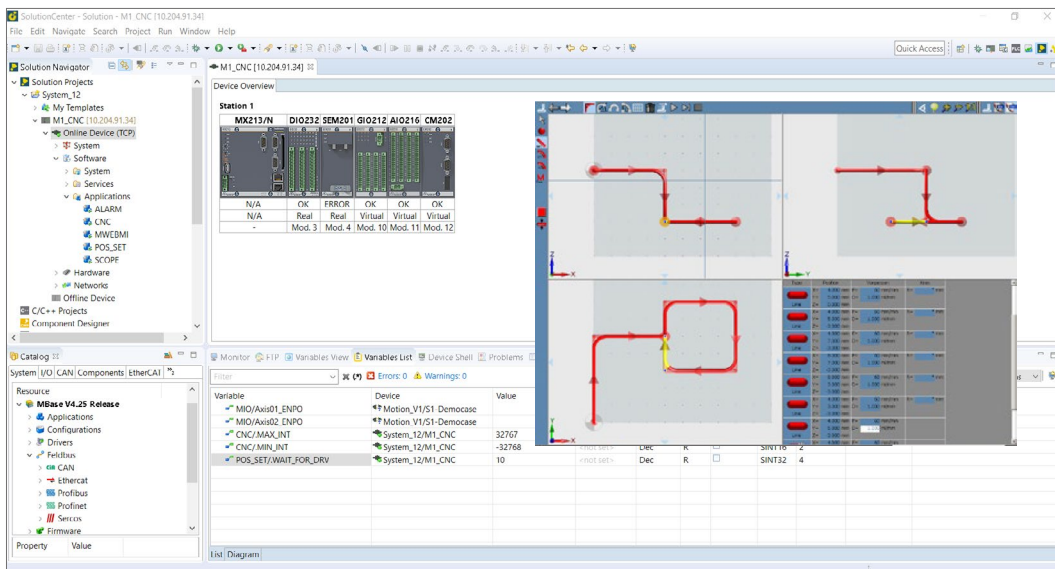 SolutionCenter - Solution - M1_CNC [10.204.91.34]
File Edit Navigate Search Project Run Window Help
Quick Access
Solution Navigator
Solution Projects
System_12
My Templates
M1_CNC [10.204.91.34]
Online Device (TCP)
System
Software
System
Services
Applications
ALARM
CNC
MWEBMI
POS_SET
SCOPE
Hardware
Networks
Offline Device
C/C++ Projects
Component Designer
M1_CNC [10.204.91.34]
Device Overview
Station 1
MX213/N DIO232 SEM201 GIO212 AIO216 CM202
N/A OK ERROR OK OK OK
N/A Real Real Virtual Virtual Virtual
- Mod. 3 Mod. 4 Mod. 10 Mod. 11 Mod. 12
Z
X
Z
Y
Y
X
Catalog
System I/O CAN Components EtherCAT
Resource
MBase V4.25 Release
Applications
Configurations
Drivers
Feldbus
CAN
Ethercat
Profibus
Profinet
Sercos
Firmware
Property Value
Monitor FTP Variables View Variables List Device Shell Problems
Filter (*) Errors: 0 Warnings: 0
Variable Device Value
MIO/Axis01_ENPO Motion_V1/S1-Democase
MIO/Axis02_ENPO Motion_V1/S1-Democase
CNC/.MAX_INT System_12/M1_CNC 32767
CNC/.MIN_INT System_12/M1_CNC -32768 <not set> Dec R SINT16 2
POS_SET/.WAIT_FOR_DRV System_12/M1_CNC 10 <not set> Dec R SINT32 4
List Diagram